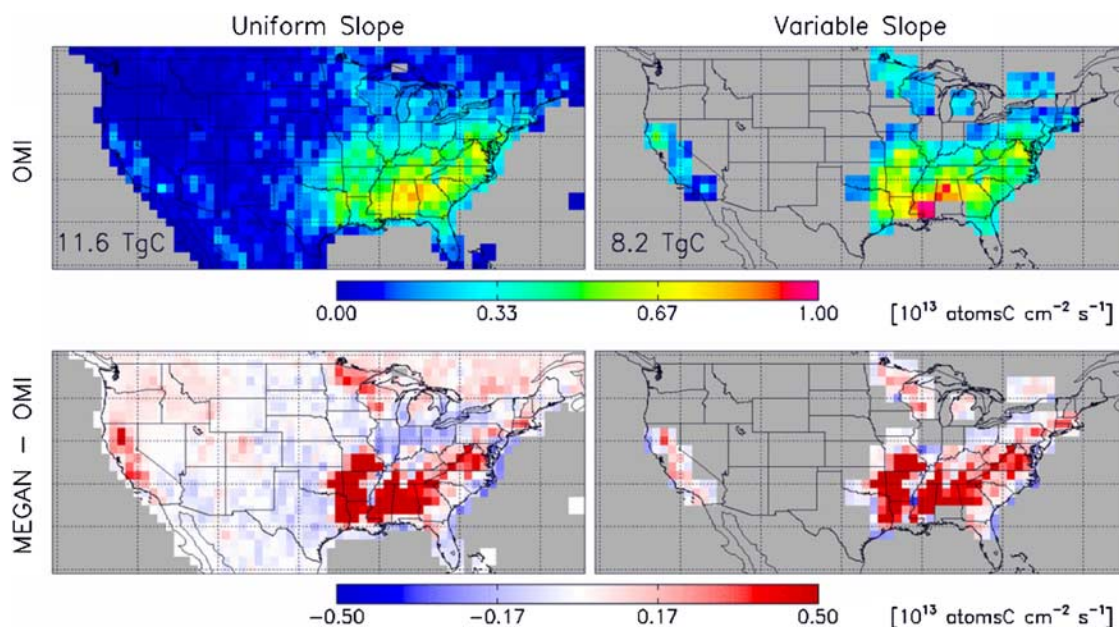 Uniform Slope
Variable Slope
OMI
11.6 TgC
8.2 TgC
0.00 0.33 0.67 1.00 [10¹³ atomsC cm⁻² s⁻¹]
MEGAN – OMI
−0.50 −0.17 0.17 0.50 [10¹³ atomsC cm⁻² s⁻¹]